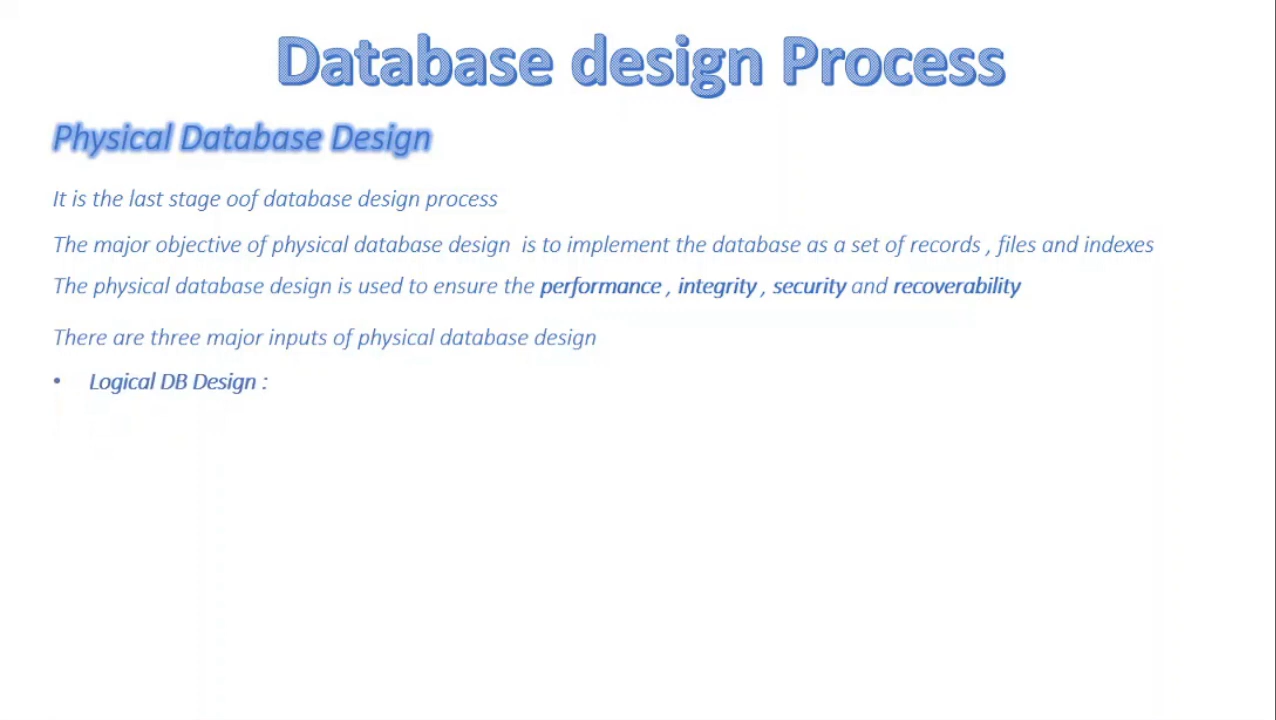 Database design Process
Physical Database Design
It is the last stage oof database design process
The major objective of physical database design  is to implement the database as a set of records , files and indexes
The physical database design is used to ensure the performance , integrity , security and recoverability
There are three major inputs of physical database design
• Logical DB Design :